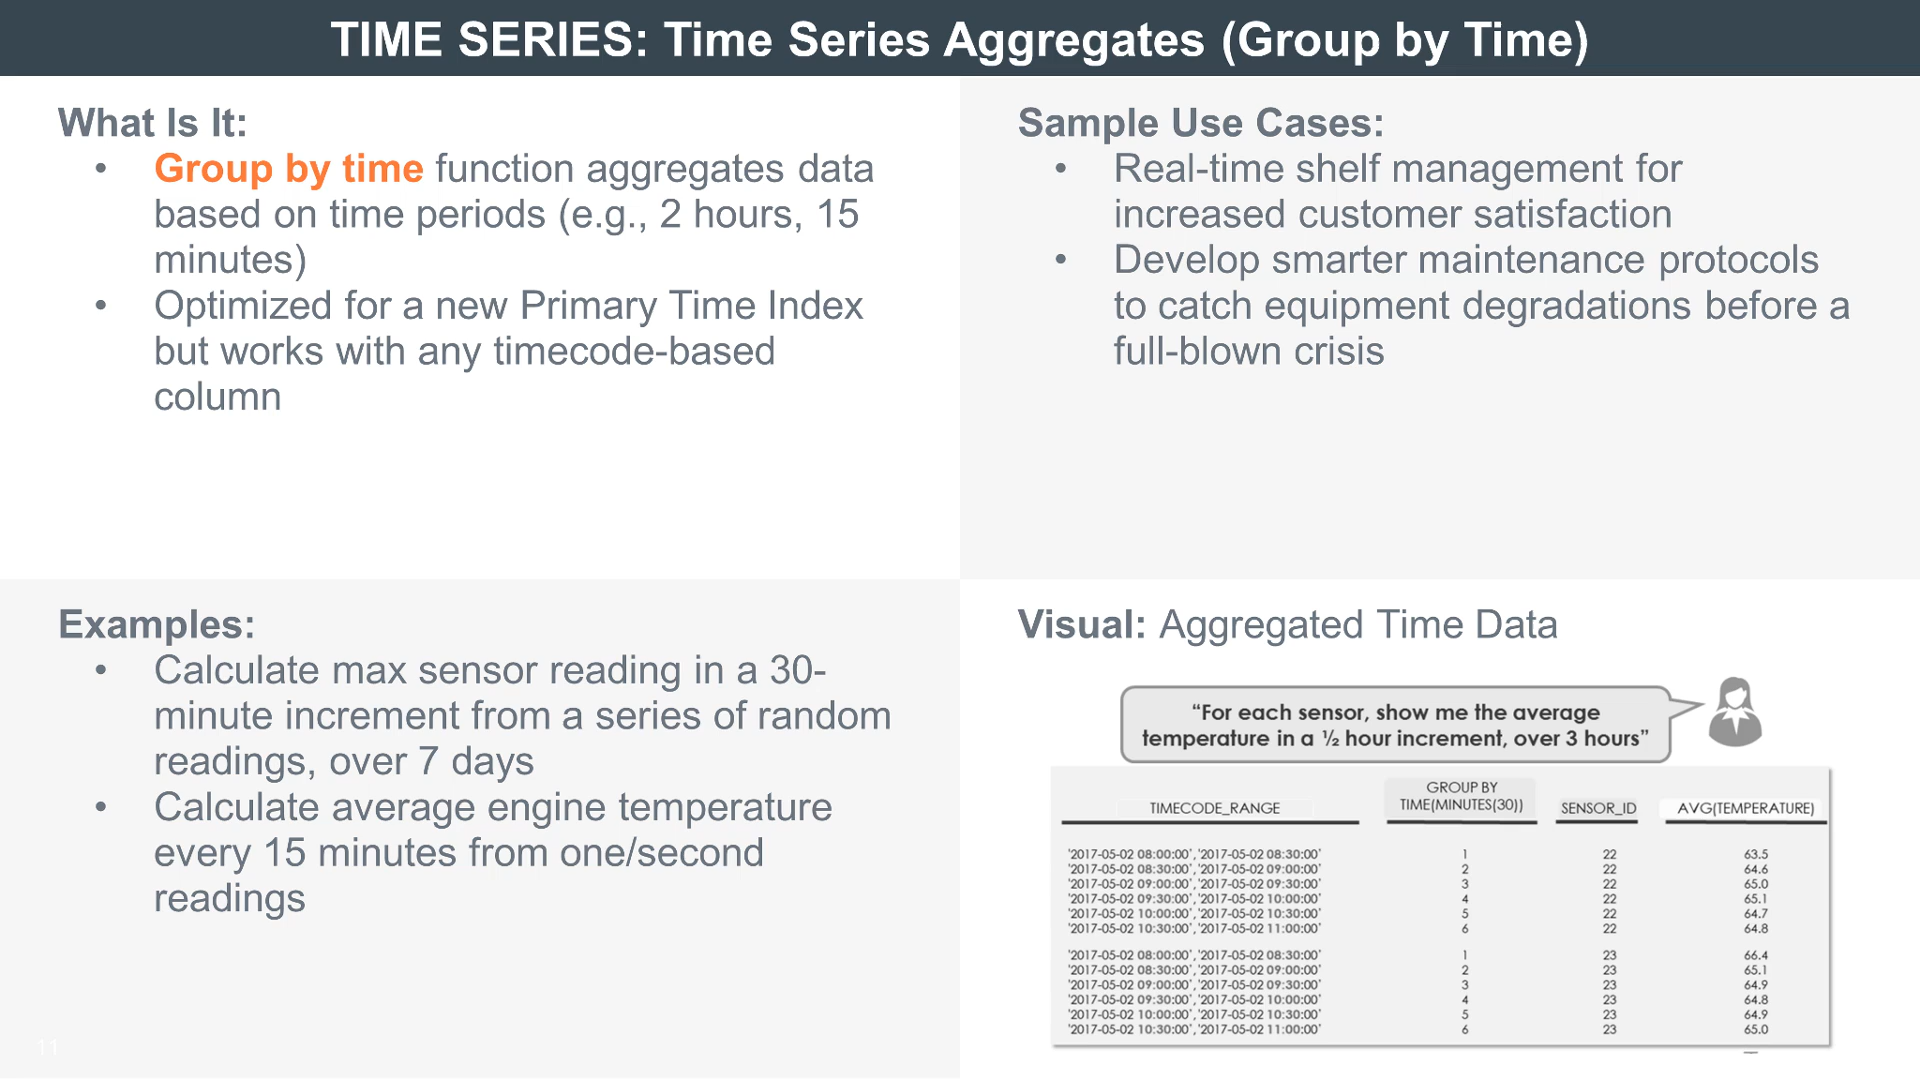 TIME SERIES: Time Series Aggregates (Group by Time)
What Is It:
• Group by time function aggregates data
based on time periods (e.g., 2 hours, 15
minutes)
• Optimized for a new Primary Time Index
but works with any timecode-based
column
Sample Use Cases:
• Real-time shelf management for
increased customer satisfaction
• Develop smarter maintenance protocols
to catch equipment degradations before a
full-blown crisis
Examples:
• Calculate max sensor reading in a 30-
minute increment from a series of random
readings, over 7 days
• Calculate average engine temperature
every 15 minutes from one/second
readings
11
Visual: Aggregated Time Data
“For each sensor, show me the average
temperature in a ½ hour increment, over 3 hours”
TIMECODE_RANGE GROUP BY TIME(MINUTES(30)) SENSOR_ID AVG(TEMPERATURE)
'2017-05-02 08:00:00','2017-05-02 08:30:00' 1 22 63.5
'2017-05-02 08:30:00','2017-05-02 09:00:00' 2 22 64.6
'2017-05-02 09:00:00','2017-05-02 09:30:00' 3 22 65.0
'2017-05-02 09:30:00','2017-05-02 10:00:00' 4 22 65.1
'2017-05-02 10:00:00','2017-05-02 10:30:00' 5 22 64.7
'2017-05-02 10:30:00','2017-05-02 11:00:00' 6 22 64.8
'2017-05-02 08:00:00','2017-05-02 08:30:00' 1 23 66.4
'2017-05-02 08:30:00','2017-05-02 09:00:00' 2 23 65.1
'2017-05-02 09:00:00','2017-05-02 09:30:00' 3 23 64.9
'2017-05-02 09:30:00','2017-05-02 10:00:00' 4 23 64.8
'2017-05-02 10:00:00','2017-05-02 10:30:00' 5 23 64.9
'2017-05-02 10:30:00','2017-05-02 11:00:00' 6 23 65.0